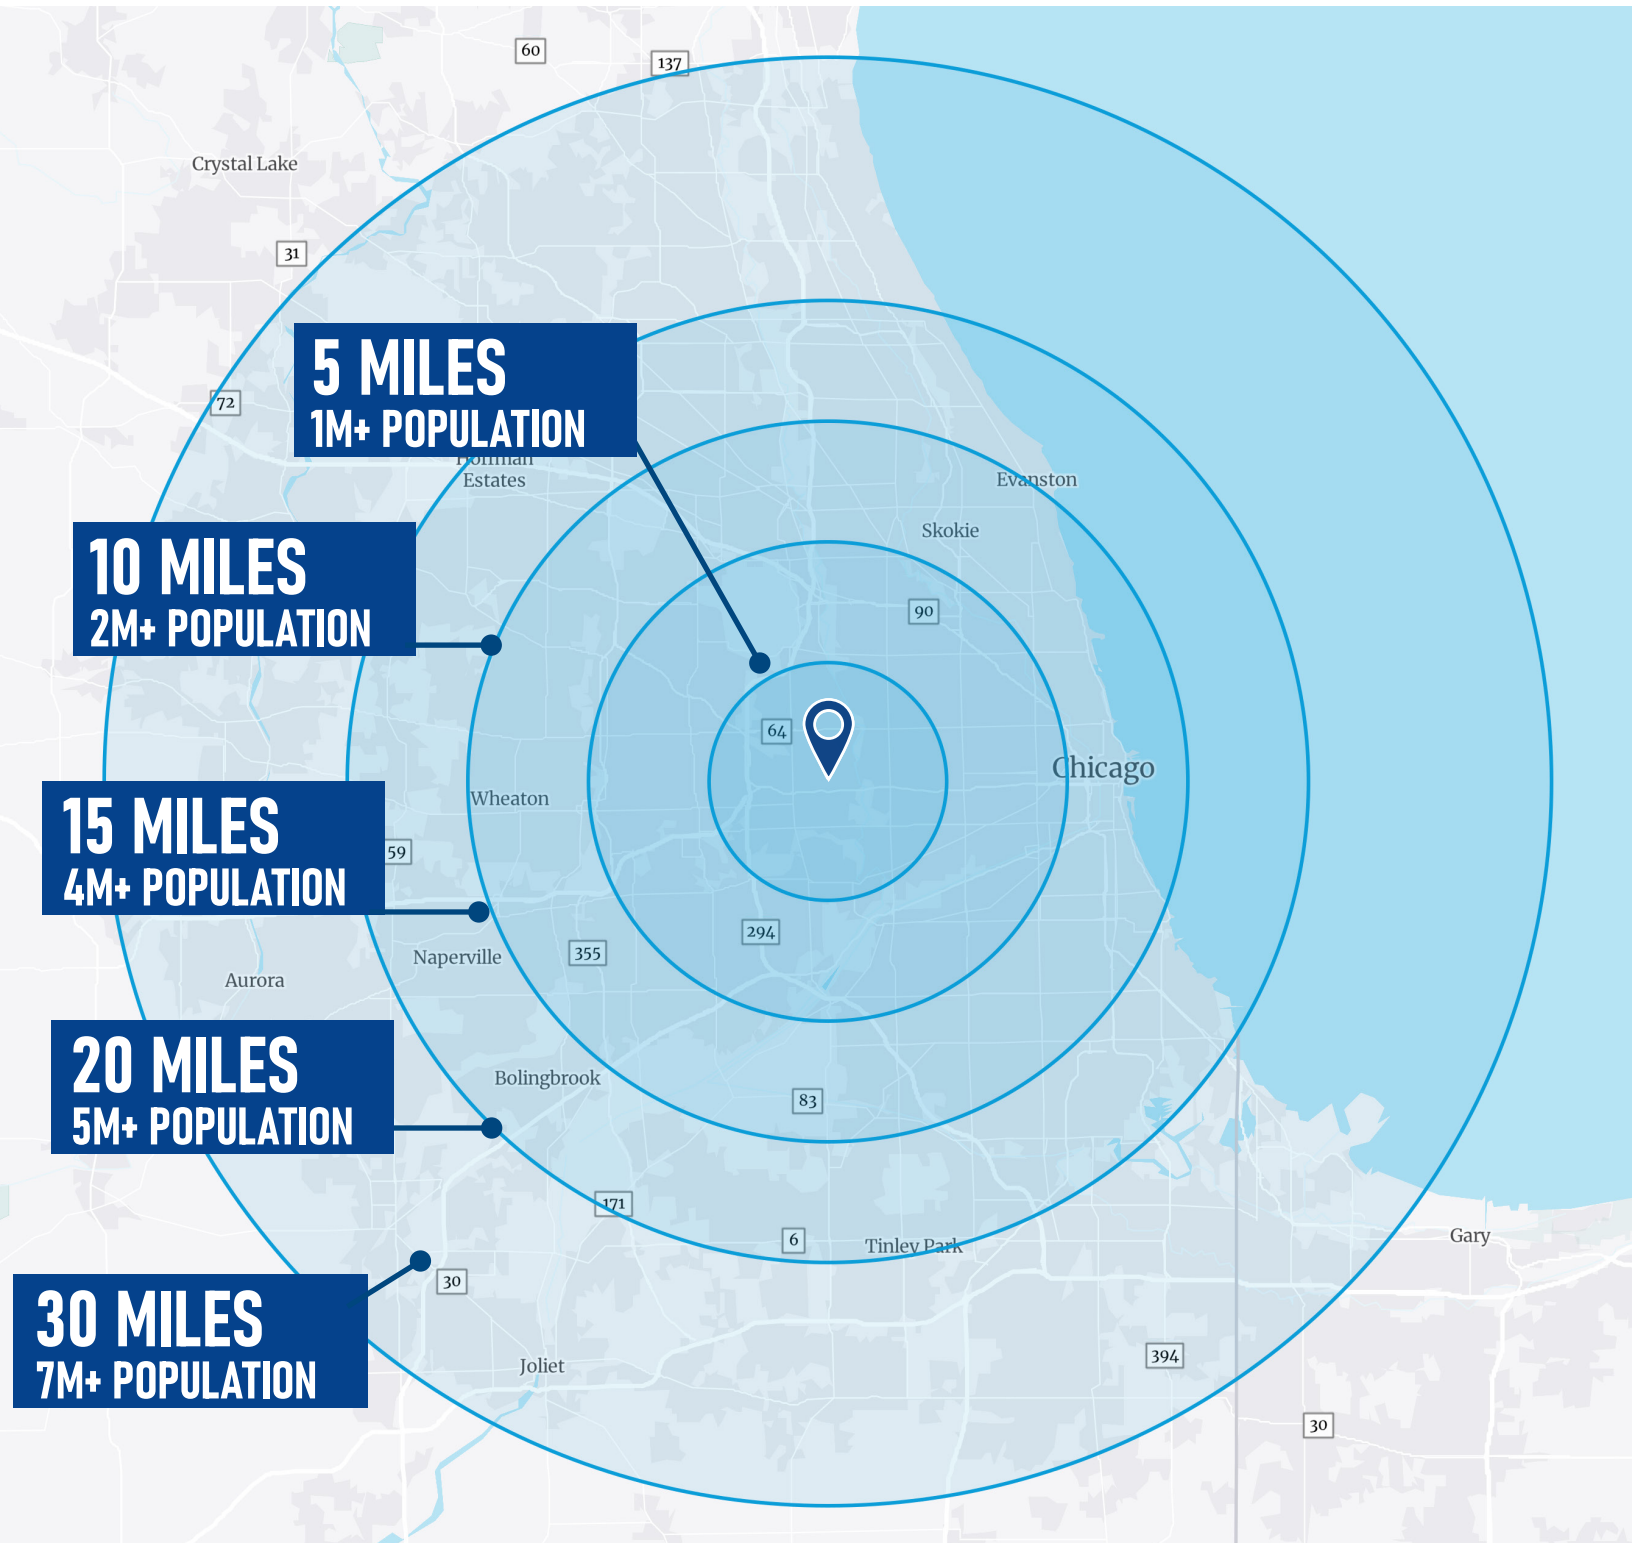 60
137
Crystal Lake
31
5 MILES
1M+ POPULATION
72
Hoffman
Estates
Evanston
Skokie
10 MILES
2M+ POPULATION
90
64
Chicago
15 MILES
4M+ POPULATION
Wheaton
59
294
355
Naperville
Aurora
20 MILES
5M+ POPULATION
Bolingbrook
83
171
6
Tinley Park
Gary
30 MILES
7M+ POPULATION
30
Joliet
394
30